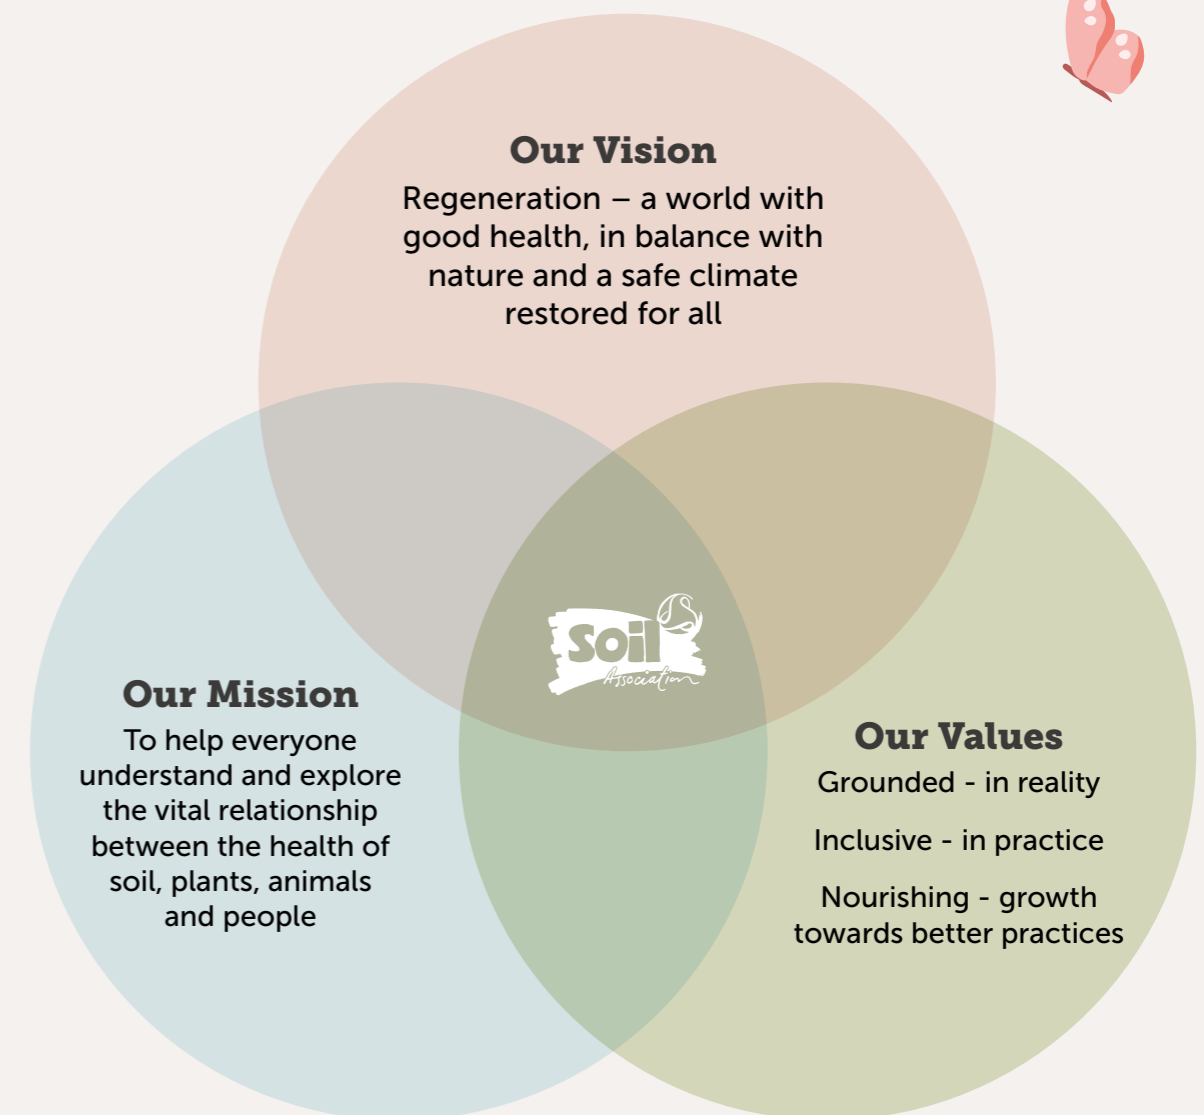 Our Vision
Regeneration – a world with
good health, in balance with
nature and a safe climate
restored for all
Soil
Association
Our Mission
To help everyone
understand and explore
the vital relationship
between the health of
soil, plants, animals
and people
Our Values
Grounded - in reality
Inclusive - in practice
Nourishing - growth
towards better practices